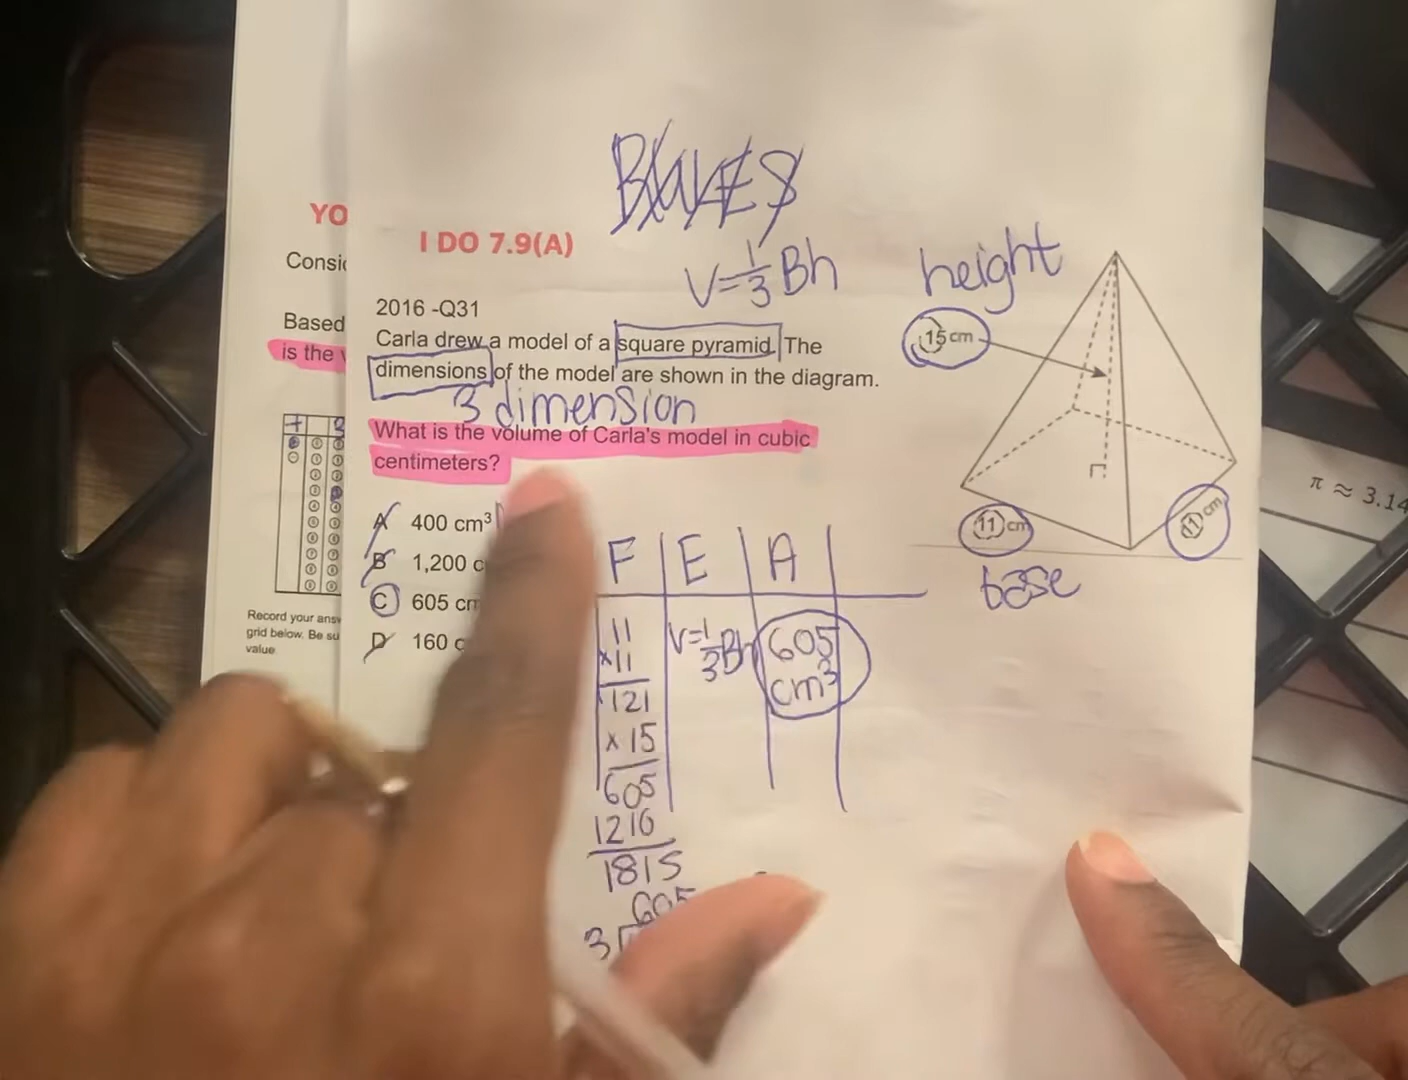 YO
Consid
Based
is the
Record your ans
grid below. Be su
value
I DO 7.9(A)
V=1/3 Bh
2016 -Q31
Carla drew a model of a square pyramid. The
dimensions of the model are shown in the diagram.
3 dimension
What is the volume of Carla's model in cubic
centimeters?
A 400 cm³
B 1,200 c
C 605 cm
D 160 c
height
15 cm
11 cm
11 cm
base
F E A
11
x11
121
x 15
605
1216
1815
605
3
V=1/3 Bh
605
cm³
π ≈ 3.14